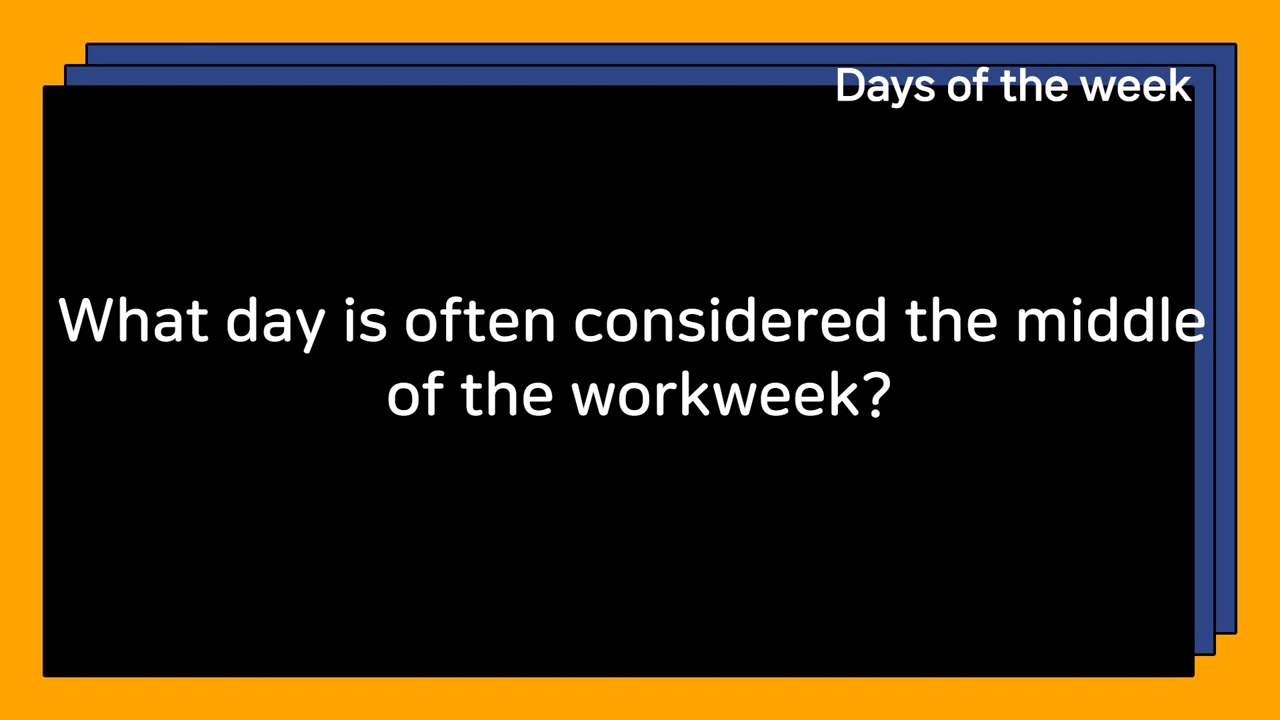 Days of the week
What day is often considered the middle
of the workweek?